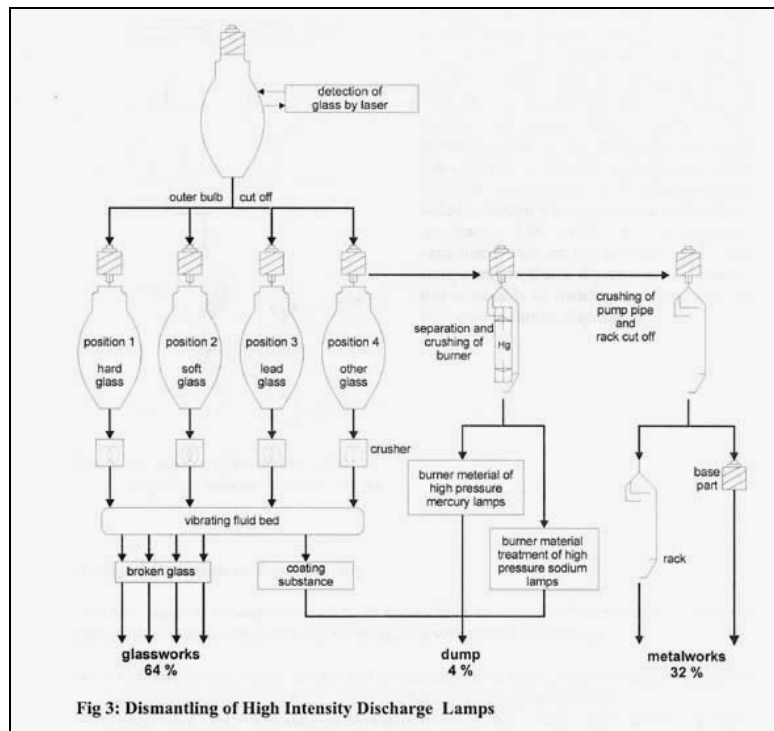 detection of
glass by laser
outer bulb cut off
position 1
hard
glass
position 2
soft
glass
position 3
lead
glass
position 4
other
glass
separation and
crushing of
burner
Hg
crushing of
pump pipe
and
rack cut off
crusher
burner meterial of
high pressure
mercury lamps
base
part
vibrating fluid bed
burner material
treatment of high
pressure sodium
lamps
broken glass
coating
substance
rack
glassworks
64 %
dump
4 %
metalworks
32 %
Fig 3: Dismantling of High Intensity Discharge Lamps